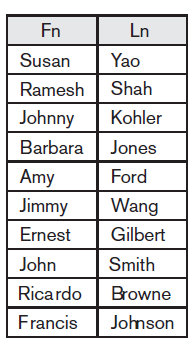 Fn Ln
Susan Yao
Ramesh Shah
Johnny Kohler
Barbara Jones
Amy Ford
Jimmy Wang
Ernest Gilbert
John Smith
Ricardo Browne
Francis Johnson